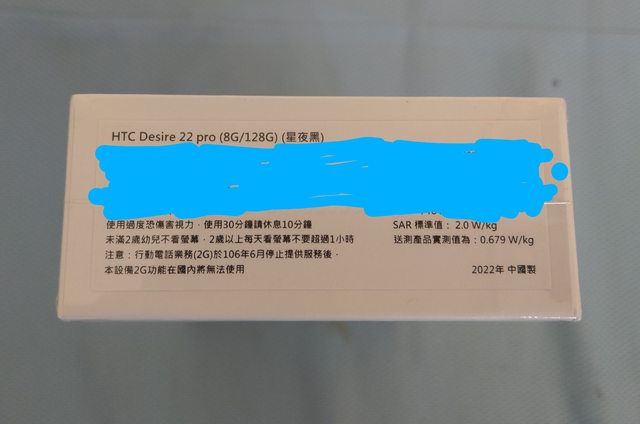 HTC Desire 22 pro (8G/128G) (星夜黑)
使用過度恐傷害視力，使用30分鐘請休息10分鐘
未滿2歲幼兒不看螢幕，2歲以上每天看螢幕不要超過1小時
注意：行動電話業務(2G)於106年6月停止提供服務後，
本設備2G功能在國內將無法使用
SAR 標準值： 2.0 W/kg
送測產品實測值為：0.679 W/kg
2022年 中國製